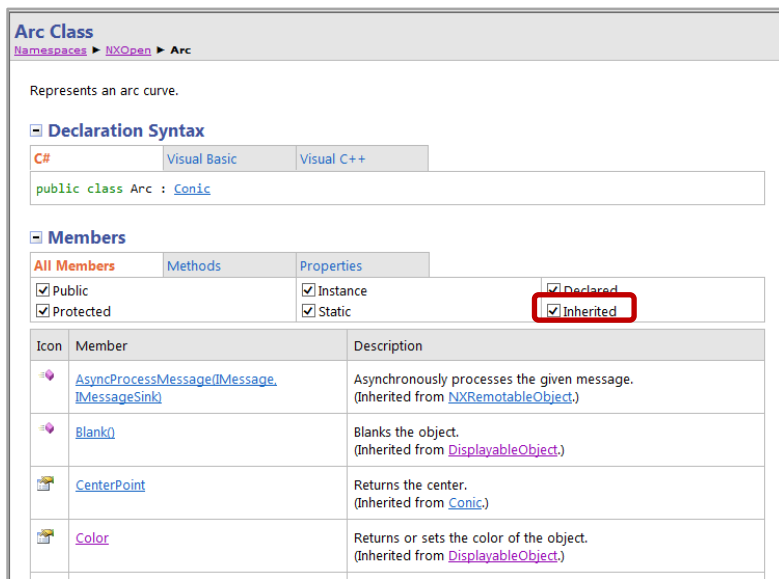 Arc Class
Namespaces ► NXOpen ► Arc
Represents an arc curve.
Declaration Syntax
C# Visual Basic Visual C++
public class Arc : Conic
Members
All Members Methods Properties
Public Instance Declared
Protected Static Inherited
Icon Member Description
AsyncProcessMessage(IMessage, Asynchronously processes the given message.
IMessageSink) (Inherited from NXRemotableObject.)
Blank() Blanks the object.
(Inherited from DisplayableObject.)
CenterPoint Returns the center.
(Inherited from Conic.)
Color Returns or sets the color of the object.
(Inherited from DisplayableObject.)